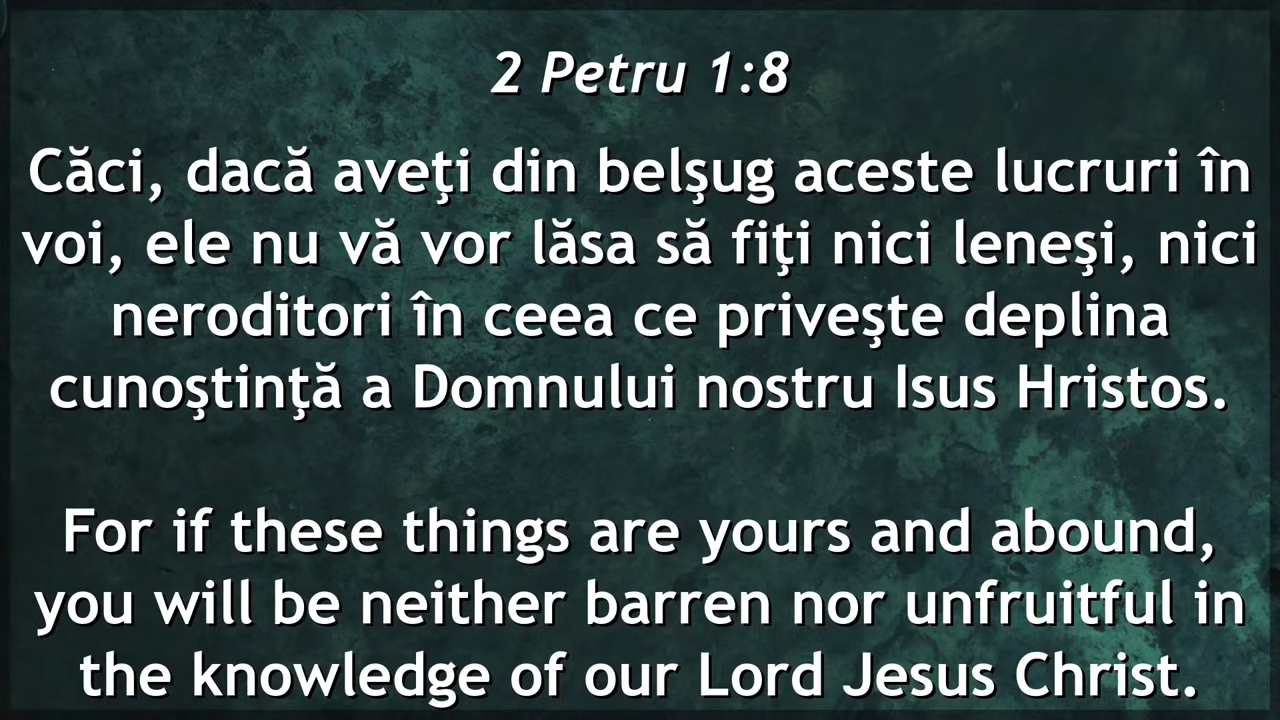 2 Petru 1:8
Căci, dacă aveţi din belşug aceste lucruri în
voi, ele nu vă vor lăsa să fiţi nici leneşi, nici
neroditori în ceea ce priveşte deplina
cunoştinţă a Domnului nostru Isus Hristos.
For if these things are yours and abound,
you will be neither barren nor unfruitful in
the knowledge of our Lord Jesus Christ.